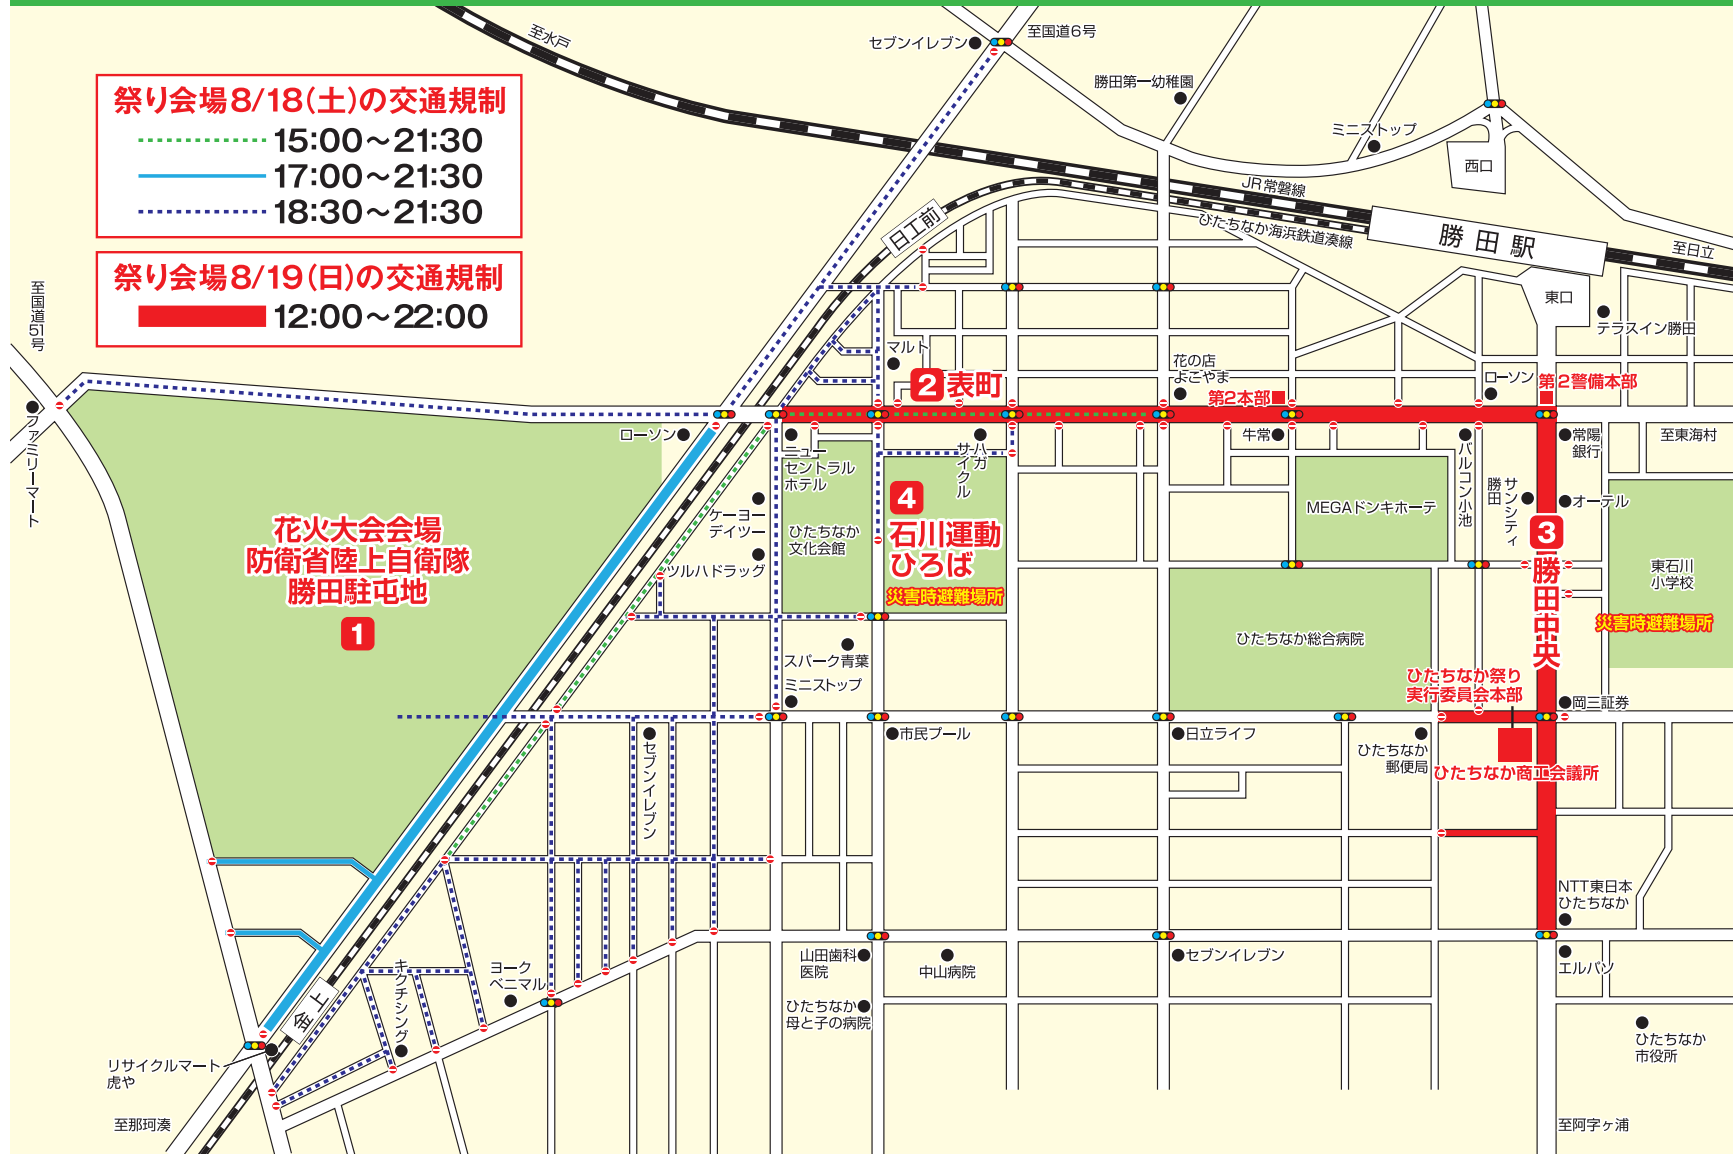 至水戸
セブンイレブン
至国道6号
勝田第一幼稚園
ミニストップ
西口
祭り会場8/18(土)の交通規制
15:00〜21:30
17:00〜21:30
18:30〜21:30
祭り会場8/19(日)の交通規制
12:00〜22:00
JR常磐線
ひたちなか海浜鉄道湊線
日工前
勝田駅
至日立
東口
テラスイン勝田
至国道51号
ファミリーマート
マルト
2 表町
花の店
よこやま
第2本部
ローソン
第2警備本部
ローソン
ニュー
セントラル
ホテル
サイクル
ハガ
牛常
バルコン小池
勝田
サンシティ
常陽
銀行
至東海村
オーテル
MEGAドンキホーテ
ケーヨー
デイツー
ツルハドラッグ
ひたちなか
文化会館
4
石川運動
ひろば
災害時避難場所
花火大会会場
防衛省陸上自衛隊
勝田駐屯地
1
3
勝田中央
東石川
小学校
災害時避難場所
ひたちなか総合病院
スパーク青葉
ミニストップ
ひたちなか祭り
実行委員会本部
岡三証券
セブンイレブン
市民プール
日立ライフ
ひたちなか
郵便局
ひたちなか商工会議所
NTT東日本
ひたちなか
エルパソ
キクチシング
ヨーク
ベニマル
山田歯科
医院
中山病院
セブンイレブン
ひたちなか
母と子の病院
金上
リサイクルマート
虎や
至那珂湊
ひたちなか
市役所
至阿字ヶ浦